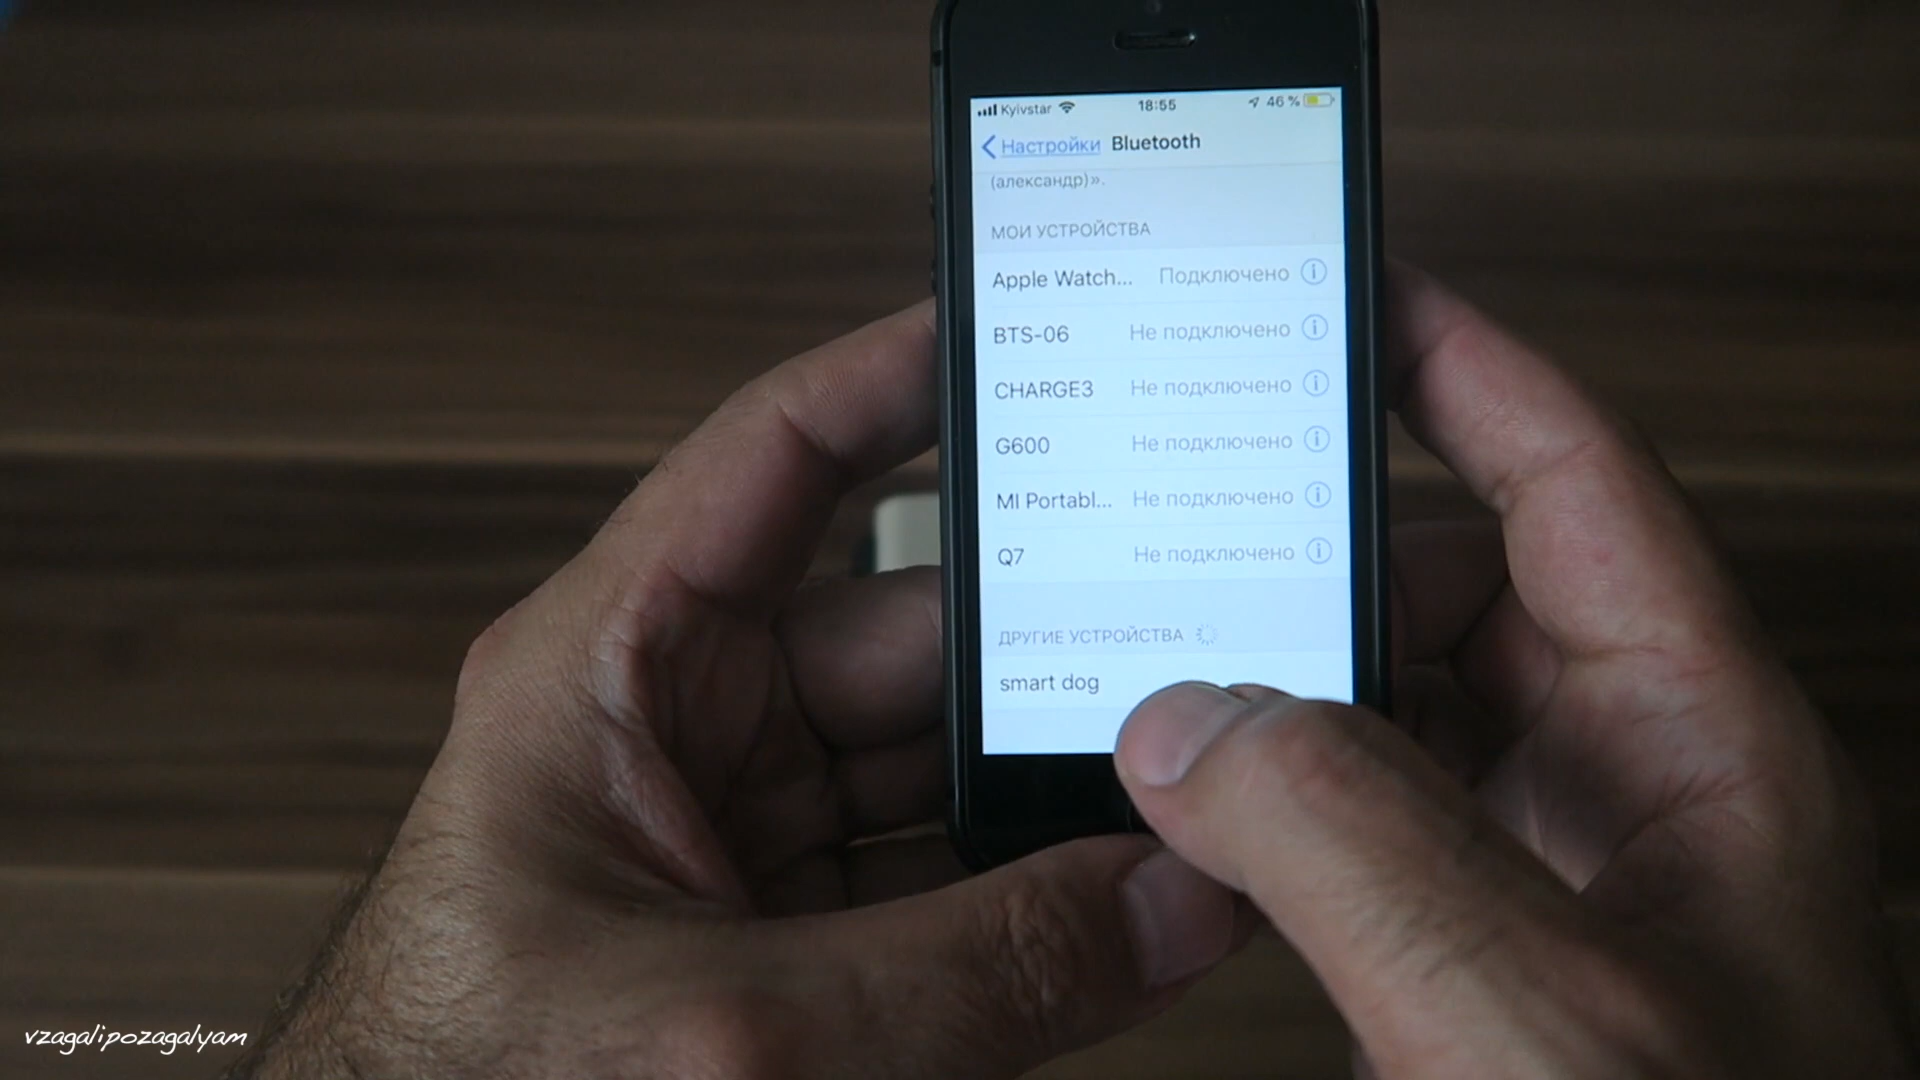 Kyivstar 18:55 46 %
Настройки Bluetooth
(александр)».
МОИ УСТРОЙСТВА
Apple Watch... Подключено
BTS-06 Не подключено
CHARGE3 Не подключено
G600 Не подключено
MI Portabl... Не подключено
Q7 Не подключено
ДРУГИЕ УСТРОЙСТВА
smart dog
vzagalipozagalyam